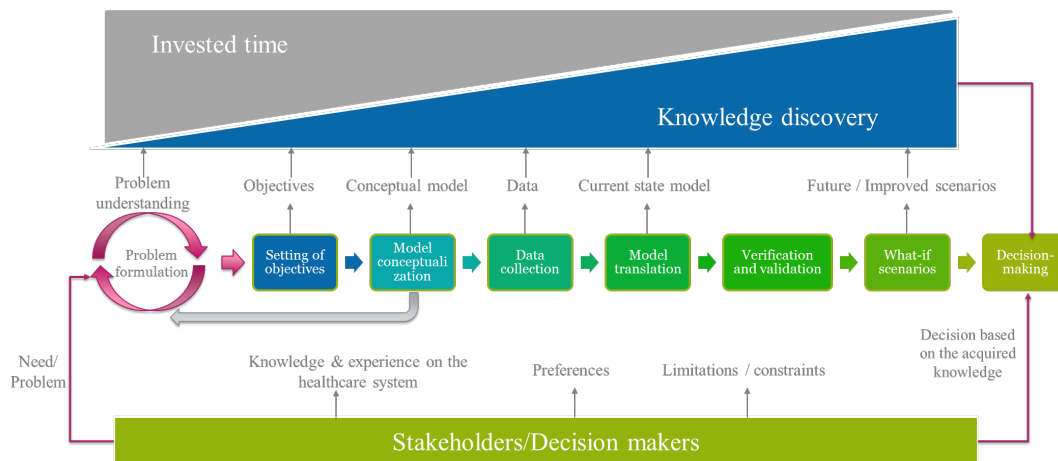 Invested time
Knowledge discovery
Problem
understanding
Objectives
Conceptual model
Data
Current state model
Future / Improved scenarios
Problem
formulation
Setting of
objectives
Model
conceptuali
zation
Data
collection
Model
translation
Verification
and validation
What-if
scenarios
Decision-
making
Need/
Problem
Knowledge & experience on the
healthcare system
Preferences
Limitations / constraints
Decision based
on the acquired
knowledge
Stakeholders/Decision makers